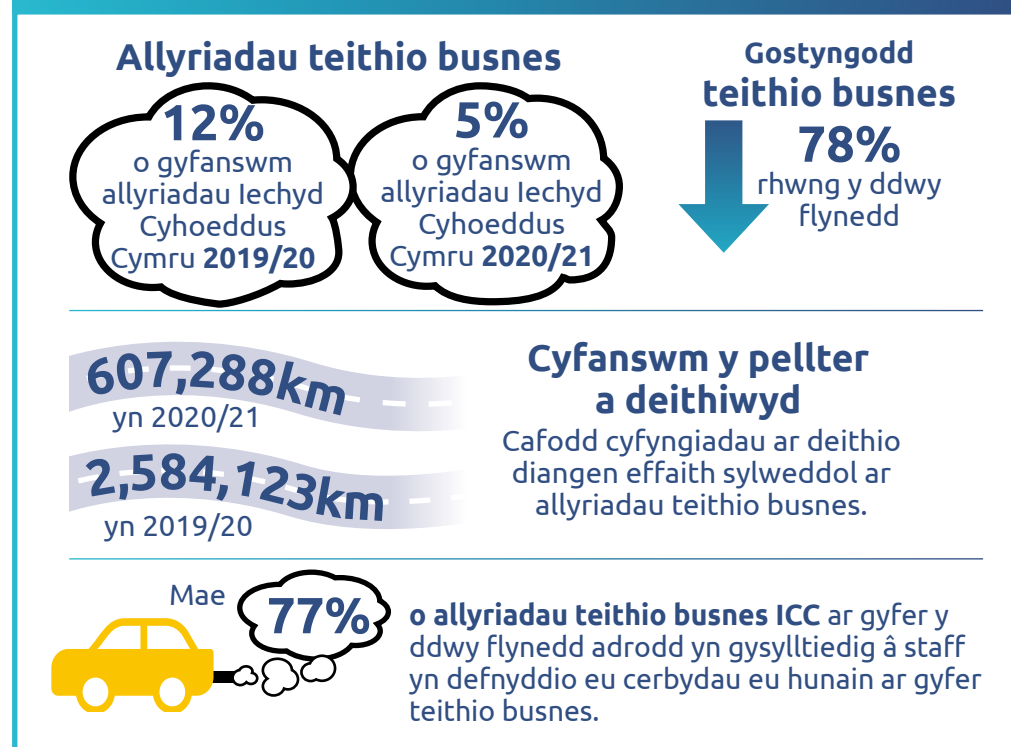 Allyriadau teithio busnes
12%
o gyfanswm
allyriadau Iechyd
Cyhoeddus
Cymru 2019/20
5%
o gyfanswm
allyriadau Iechyd
Cyhoeddus
Cymru 2020/21
Gostyngodd
teithio busnes
78%
rhwng y ddwy
flynedd
607,288km
yn 2020/21
2,584,123km
yn 2019/20
Cyfanswm y pellter
a deithiwyd
Cafodd cyfyngiadau ar deithio
diangen effaith sylweddol ar
allyriadau teithio busnes.
Mae
77%
o allyriadau teithio busnes ICC ar gyfer y
ddwy flynedd adrodd yn gysylltiedig â staff
yn defnyddio eu cerbydau eu hunain ar gyfer
teithio busnes.